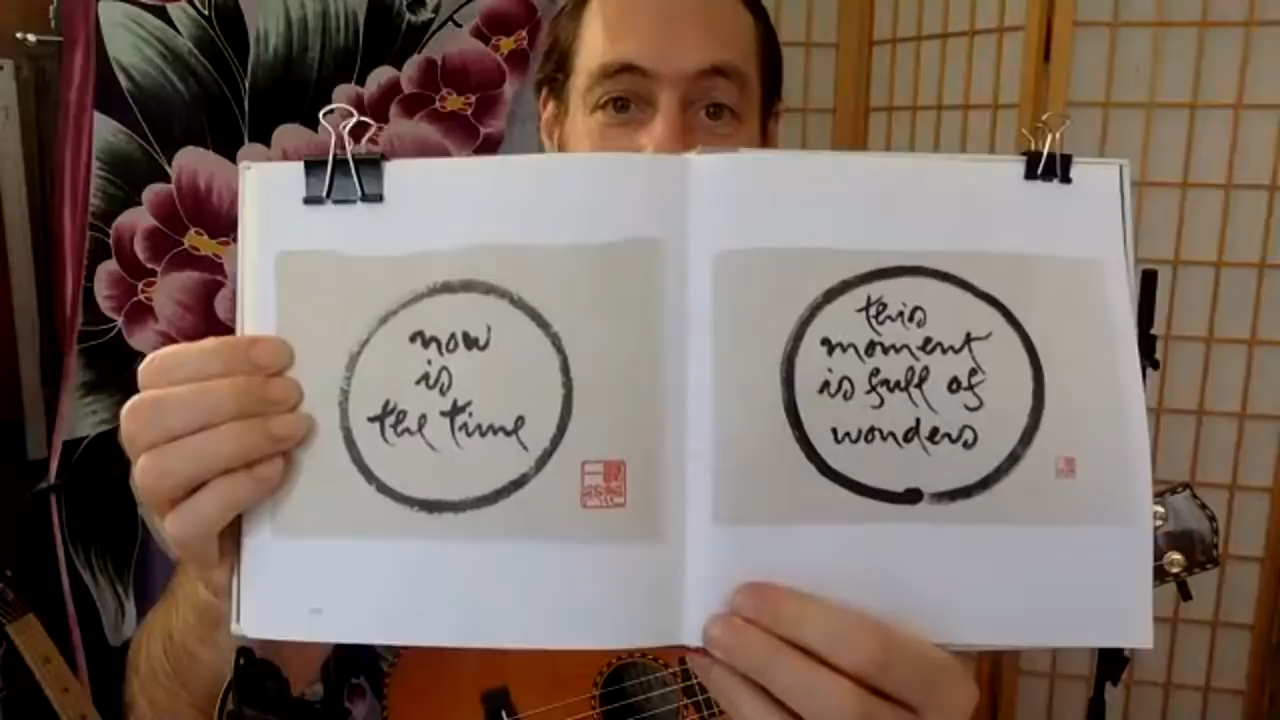 now
is
the time
this
moment
is full of
wonders